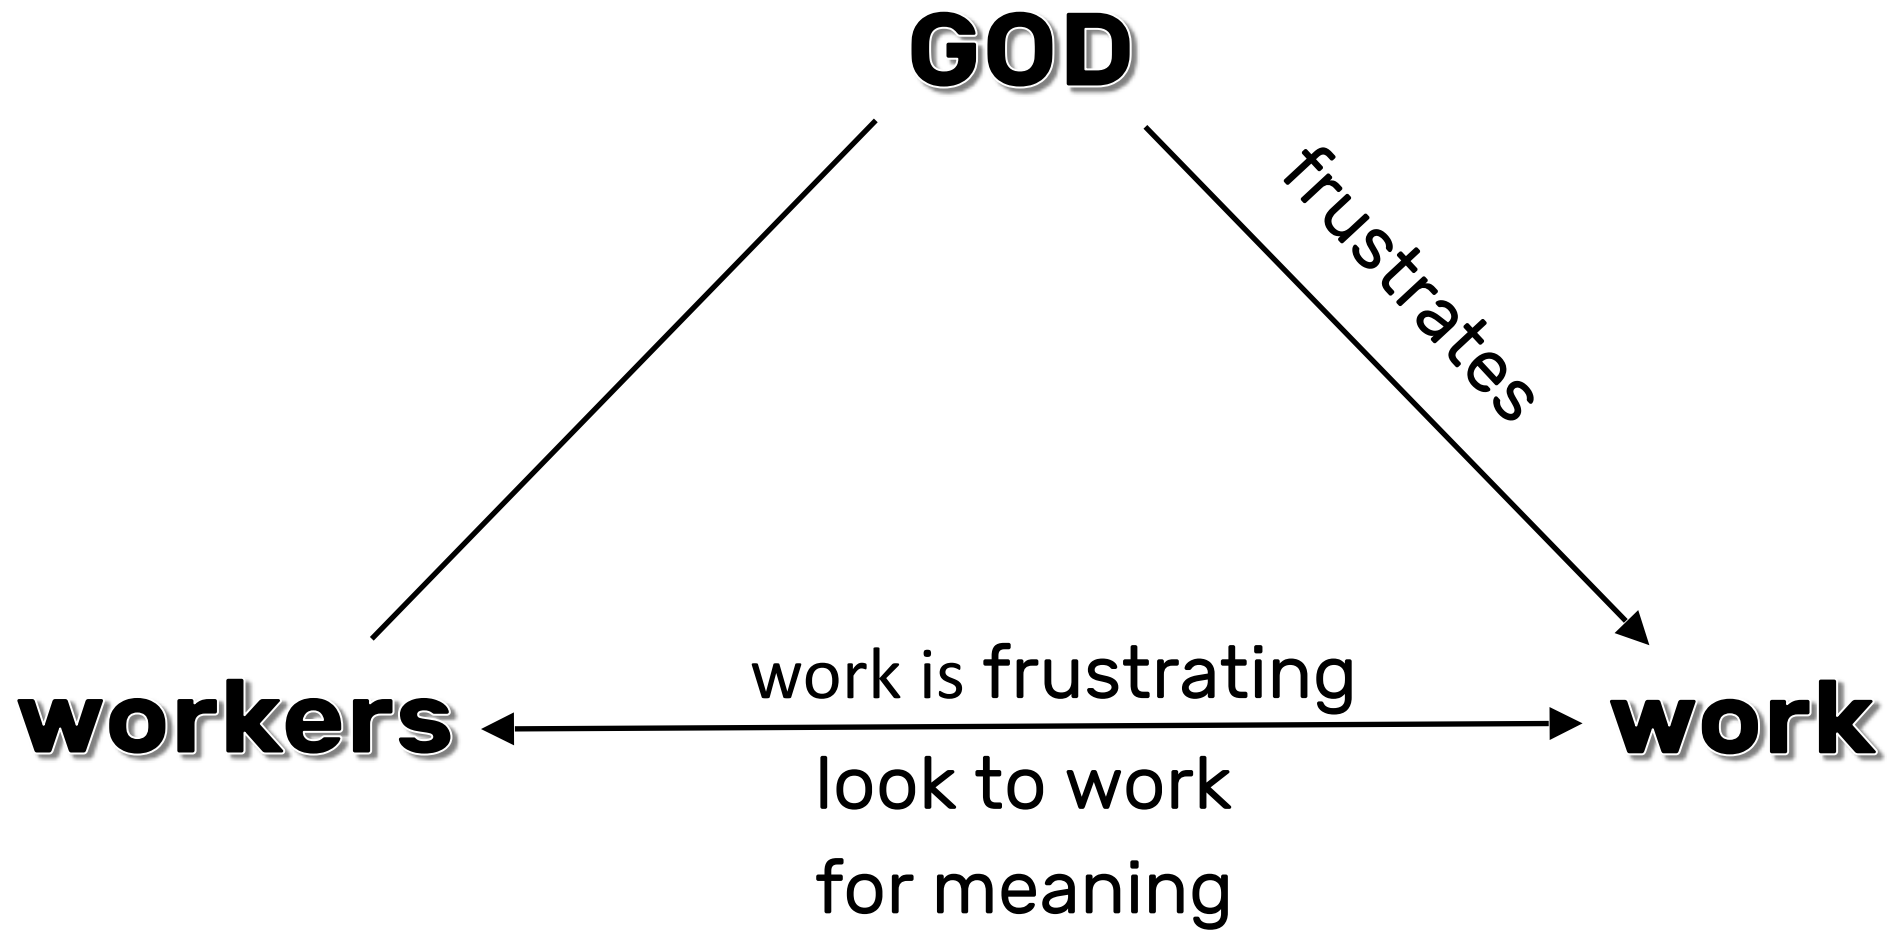 GOD
frustrates
work is frustrating
workers
work
look to work
for meaning